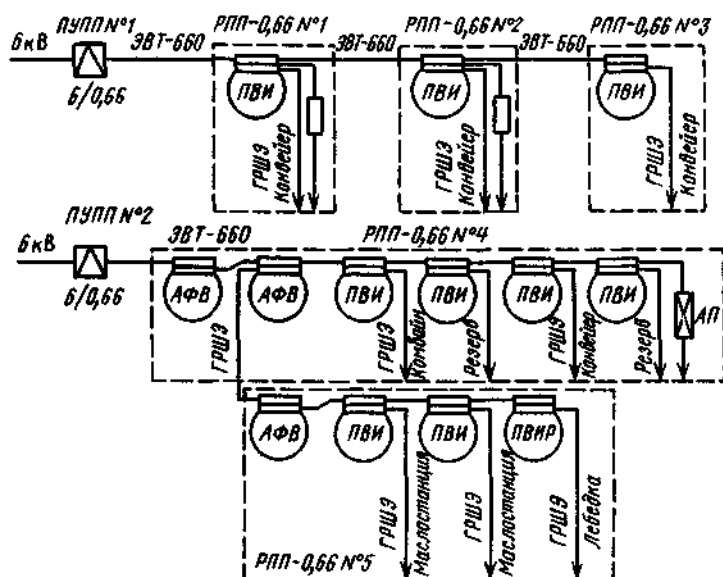 ПУПП №1
РПП-0,66 №1
РПП-0,66 №2
РПП-0,66 №3
6кВ
ЭВТ-660
ЭВТ-660
ЭВТ-660
6/0,66
ПВИ
ПВИ
ПВИ
ГРШЭ
Конвейер
ГРШЭ
Конвейер
ГРШЭ
Конвейер
ПУПП №2
6кВ
ЭВТ-660
РПП-0,66 №4
6/0,66
АФВ
АФВ
ПВИ
ПВИ
ПВИ
ПВИ
АП
ГРШЭ
ГРШЭ
Комбайн
Резерв
ГРШЭ
Конвейер
Резерв
АФВ
ПВИ
ПВИ
ПВИР
ГРШЭ
Маслостанция
ГРШЭ
Маслостанция
ГРШЭ
Лебедка
РПП-0,66 №5